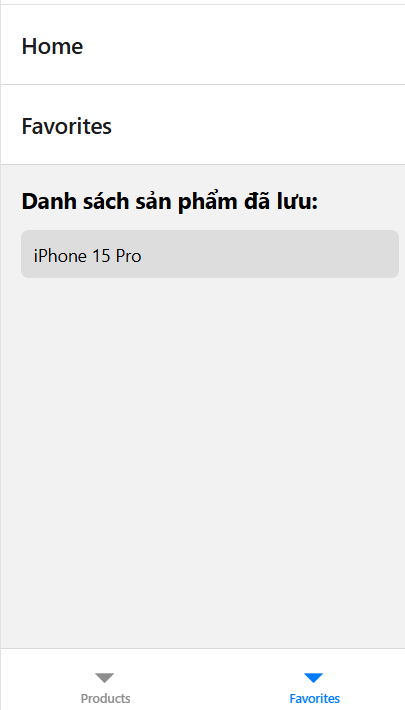 Home
Favorites
Danh sách sản phẩm đã lưu:
iPhone 15 Pro
Products
Favorites